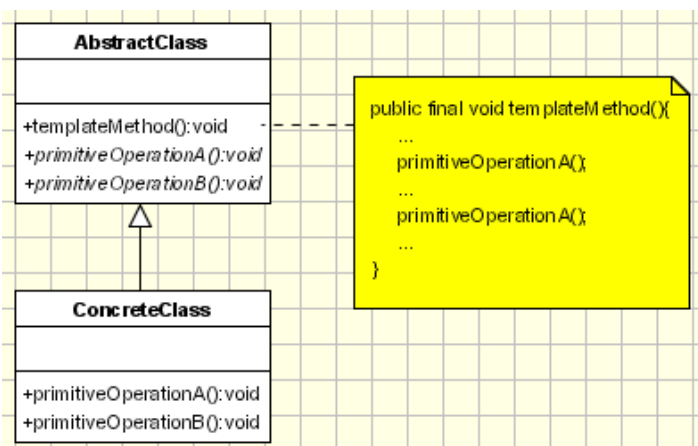 AbstractClass
+templateMethod():void
+primitiveOperationA():void
+primitiveOperationB():void
public final void templateMethod(){
...
primitiveOperationA();
...
primitiveOperationA();
...
}
ConcreteClass
+primitiveOperationA():void
+primitiveOperationB():void